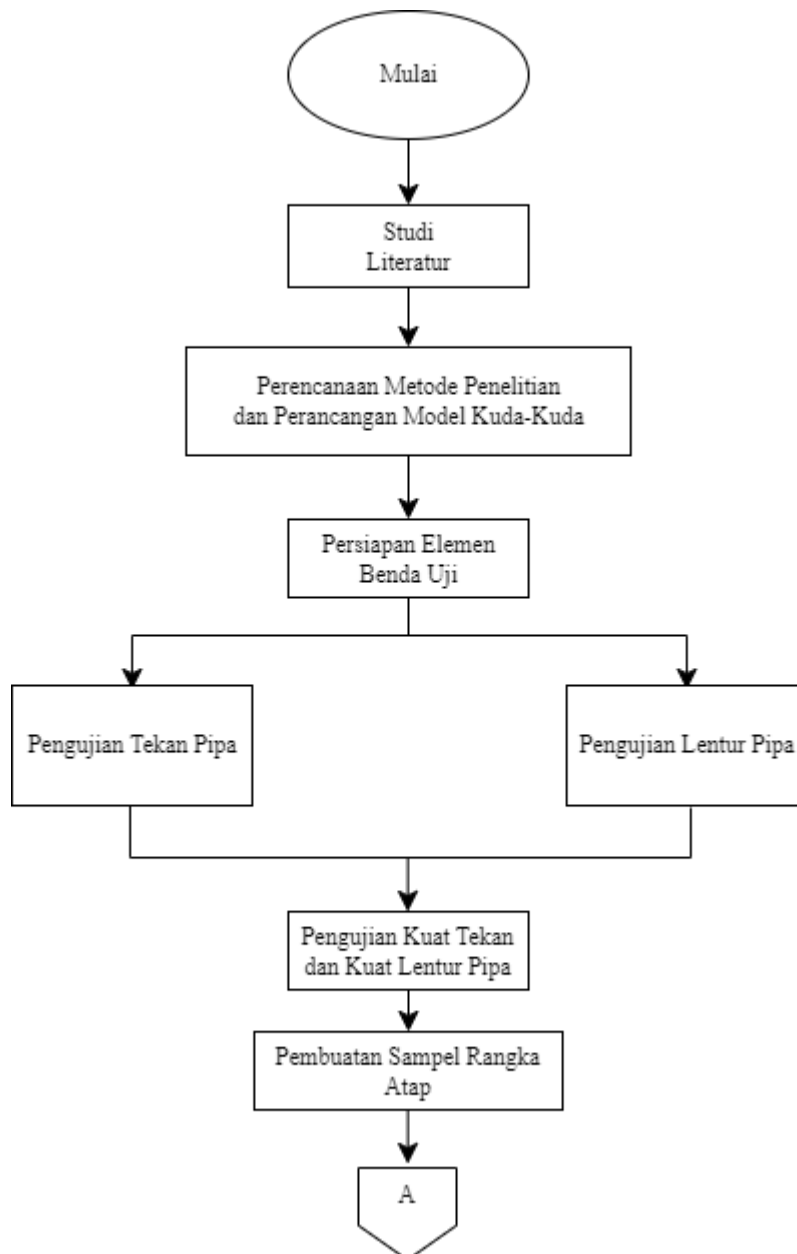 Mulai
Studi
Literatur
Perencanaan Metode Penelitian
dan Perancangan Model Kuda-Kuda
Persiapan Elemen
Benda Uji
Pengujian Tekan Pipa
Pengujian Lentur Pipa
Pengujian Kuat Tekan
dan Kuat Lentur Pipa
Pembuatan Sampel Rangka
Atap
A